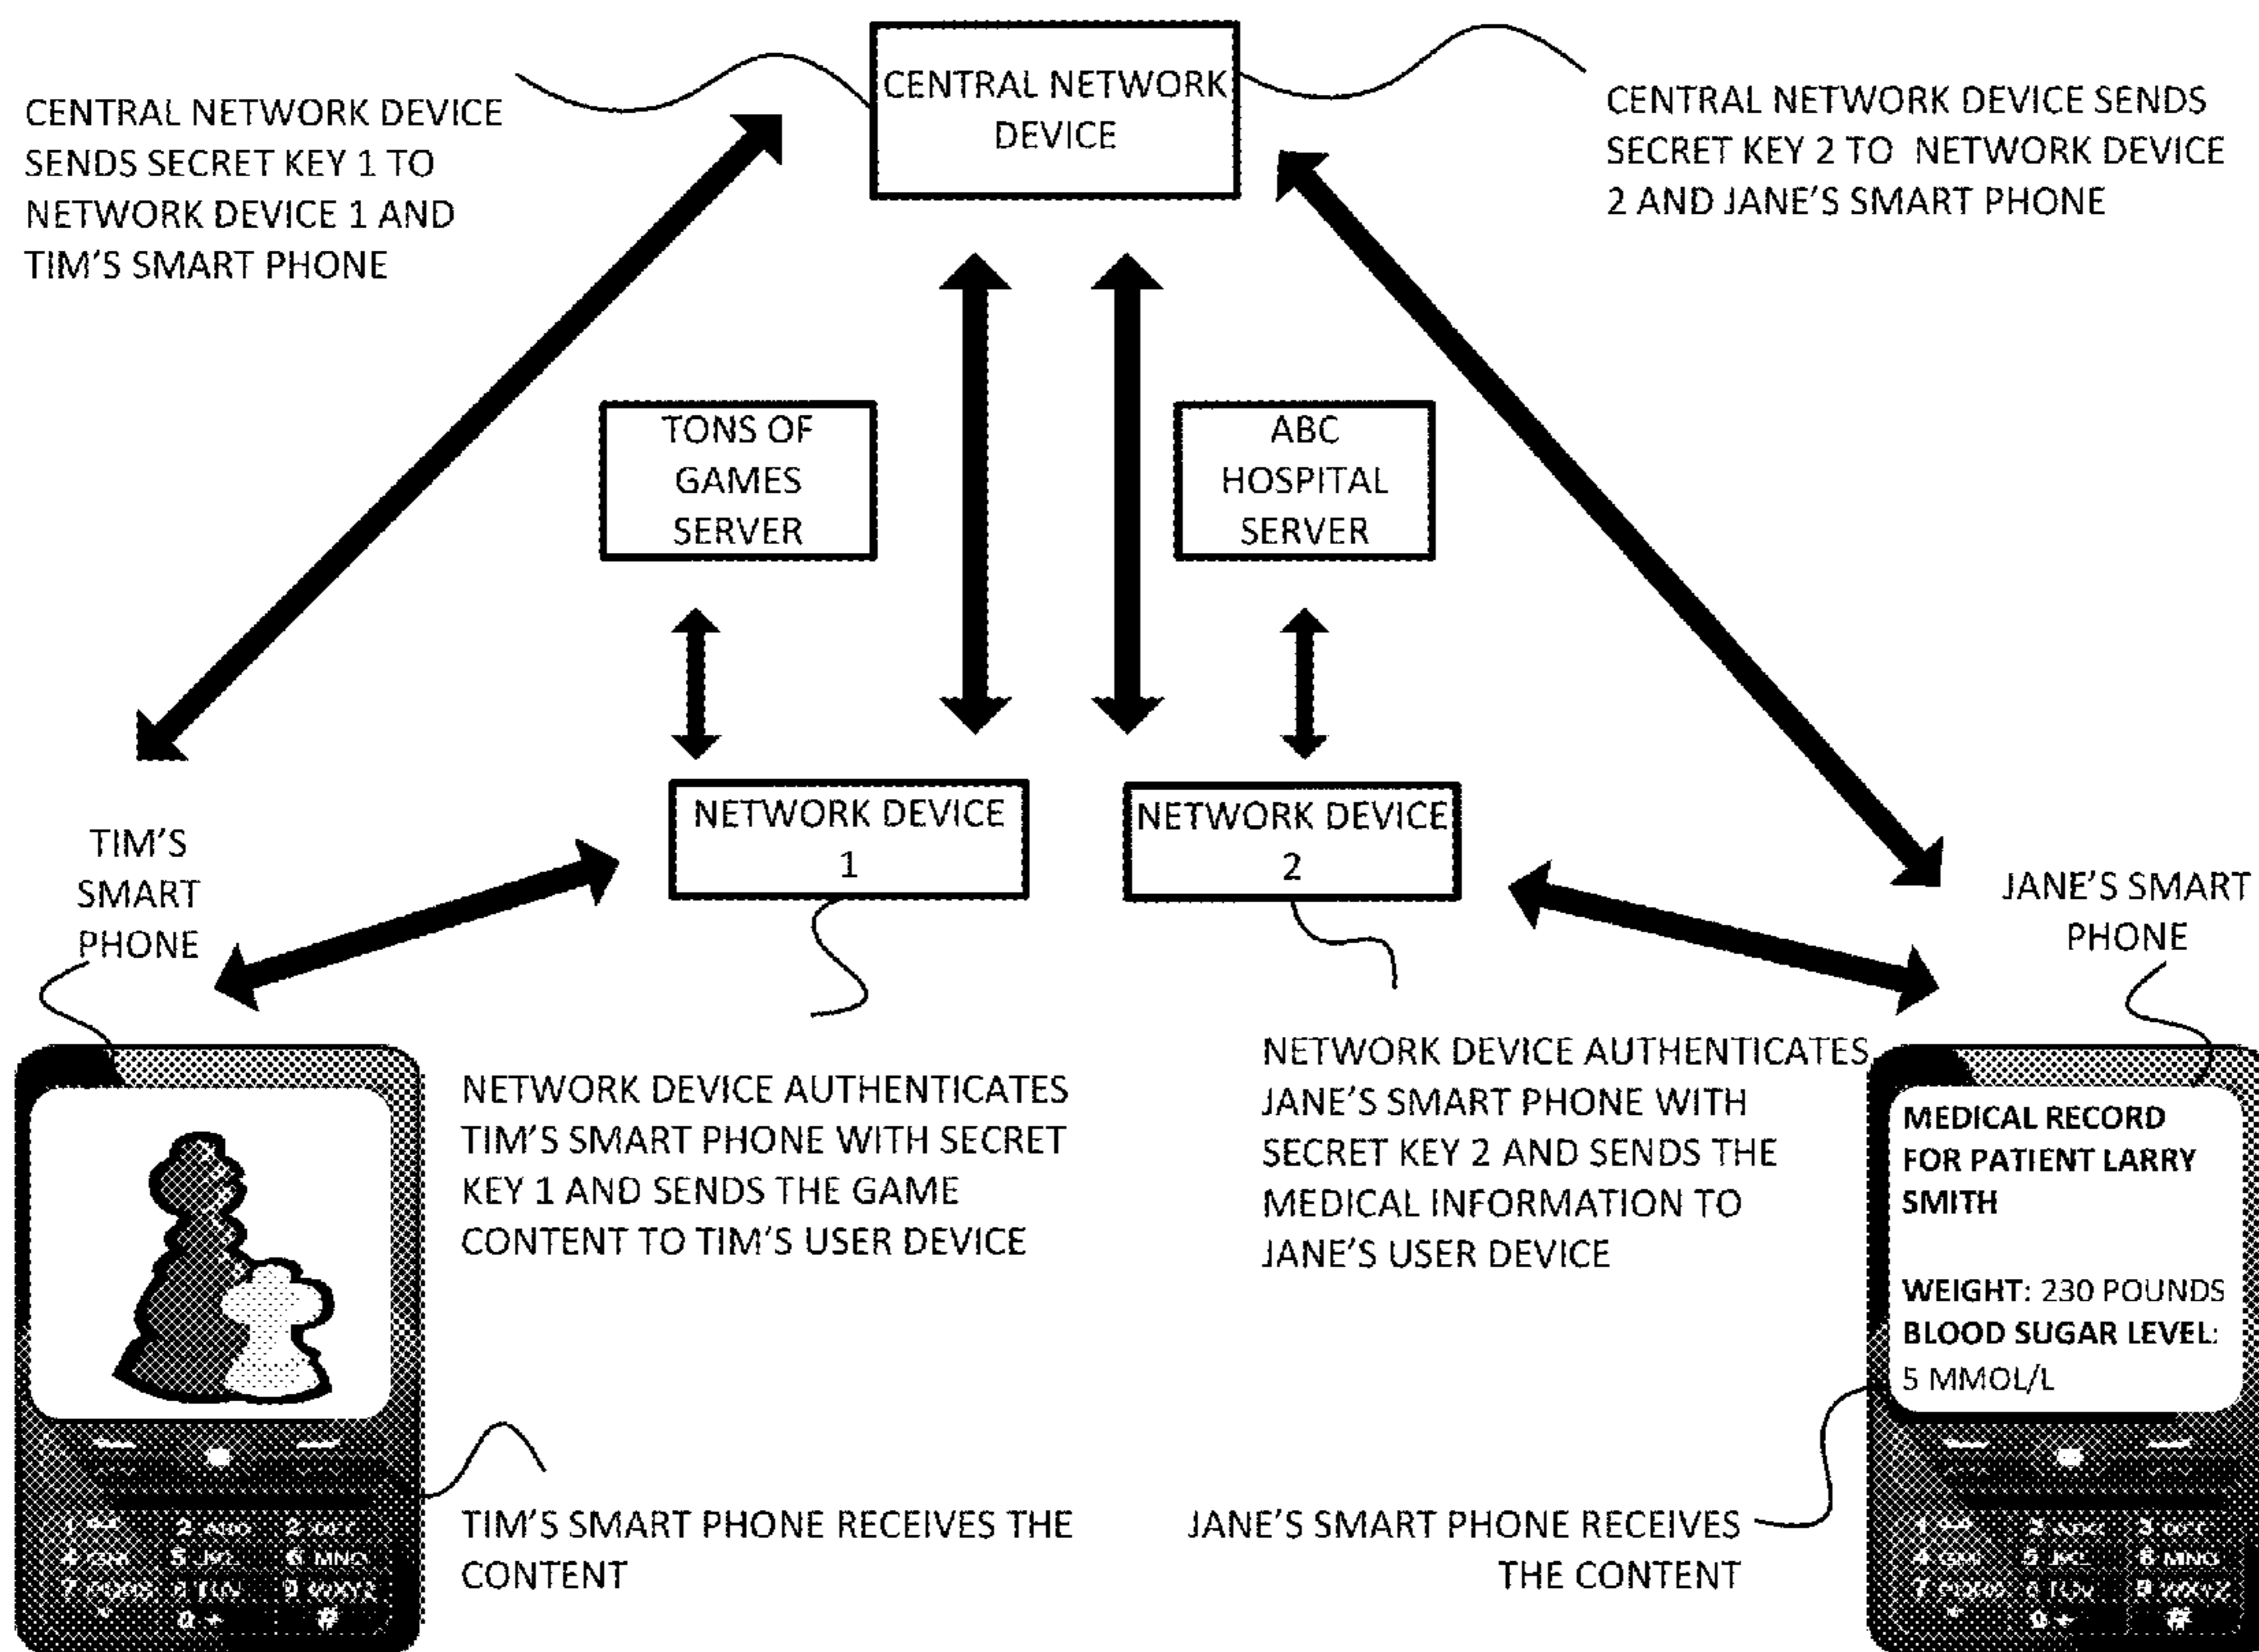 CENTRAL NETWORK
DEVICE
CENTRAL NETWORK DEVICE
SENDS SECRET KEY 1 TO
NETWORK DEVICE 1 AND
TIM'S SMART PHONE
CENTRAL NETWORK DEVICE SENDS
SECRET KEY 2 TO NETWORK DEVICE
2 AND JANE'S SMART PHONE
TONS OF
GAMES
SERVER
ABC
HOSPITAL
SERVER
NETWORK DEVICE
1
NETWORK DEVICE
2
TIM'S
SMART
PHONE
JANE'S SMART
PHONE
NETWORK DEVICE AUTHENTICATES
TIM'S SMART PHONE WITH SECRET
KEY 1 AND SENDS THE GAME
CONTENT TO TIM'S USER DEVICE
NETWORK DEVICE AUTHENTICATES
JANE'S SMART PHONE WITH
SECRET KEY 2 AND SENDS THE
MEDICAL INFORMATION TO
JANE'S USER DEVICE
MEDICAL RECORD
FOR PATIENT LARRY
SMITH
WEIGHT: 230 POUNDS
BLOOD SUGAR LEVEL:
5 MMOL/L
TIM'S SMART PHONE RECEIVES THE
CONTENT
JANE'S SMART PHONE RECEIVES
THE CONTENT